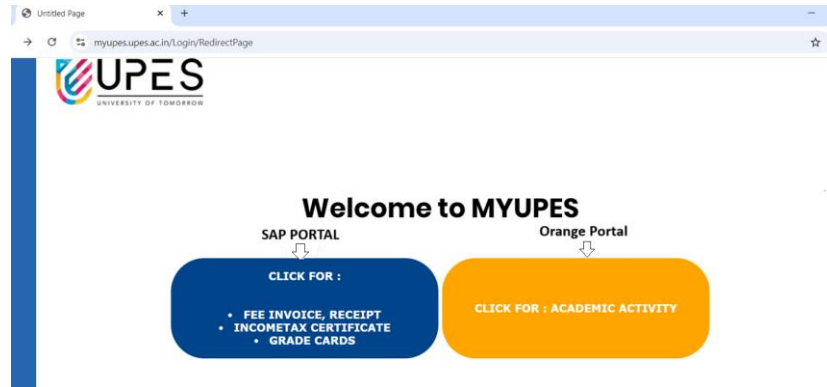 Untitled Page
myupes.upes.ac.in/Login/RedirectPage
UPES
UNIVERSITY OF TOMORROW
Welcome to MYUPES
SAP PORTAL
Orange Portal
CLICK FOR :
• FEE INVOICE, RECEIPT
• INCOMETAX CERTIFICATE
• GRADE CARDS
CLICK FOR : ACADEMIC ACTIVITY